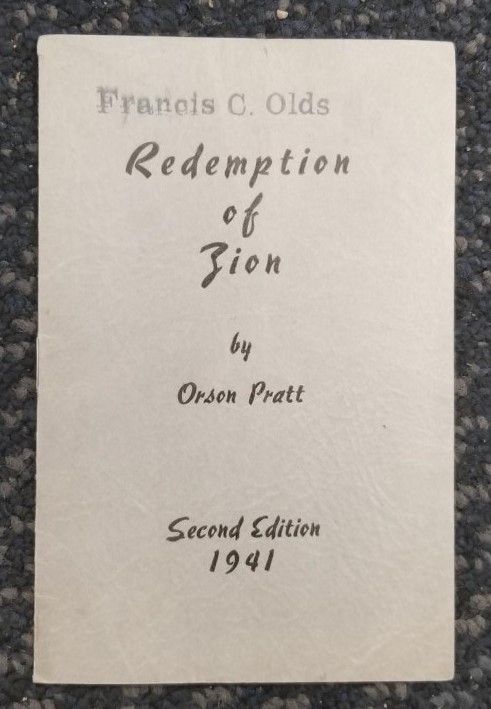 Francis C. Olds
Redemption
of
Zion
by
Orson Pratt
Second Edition
1941